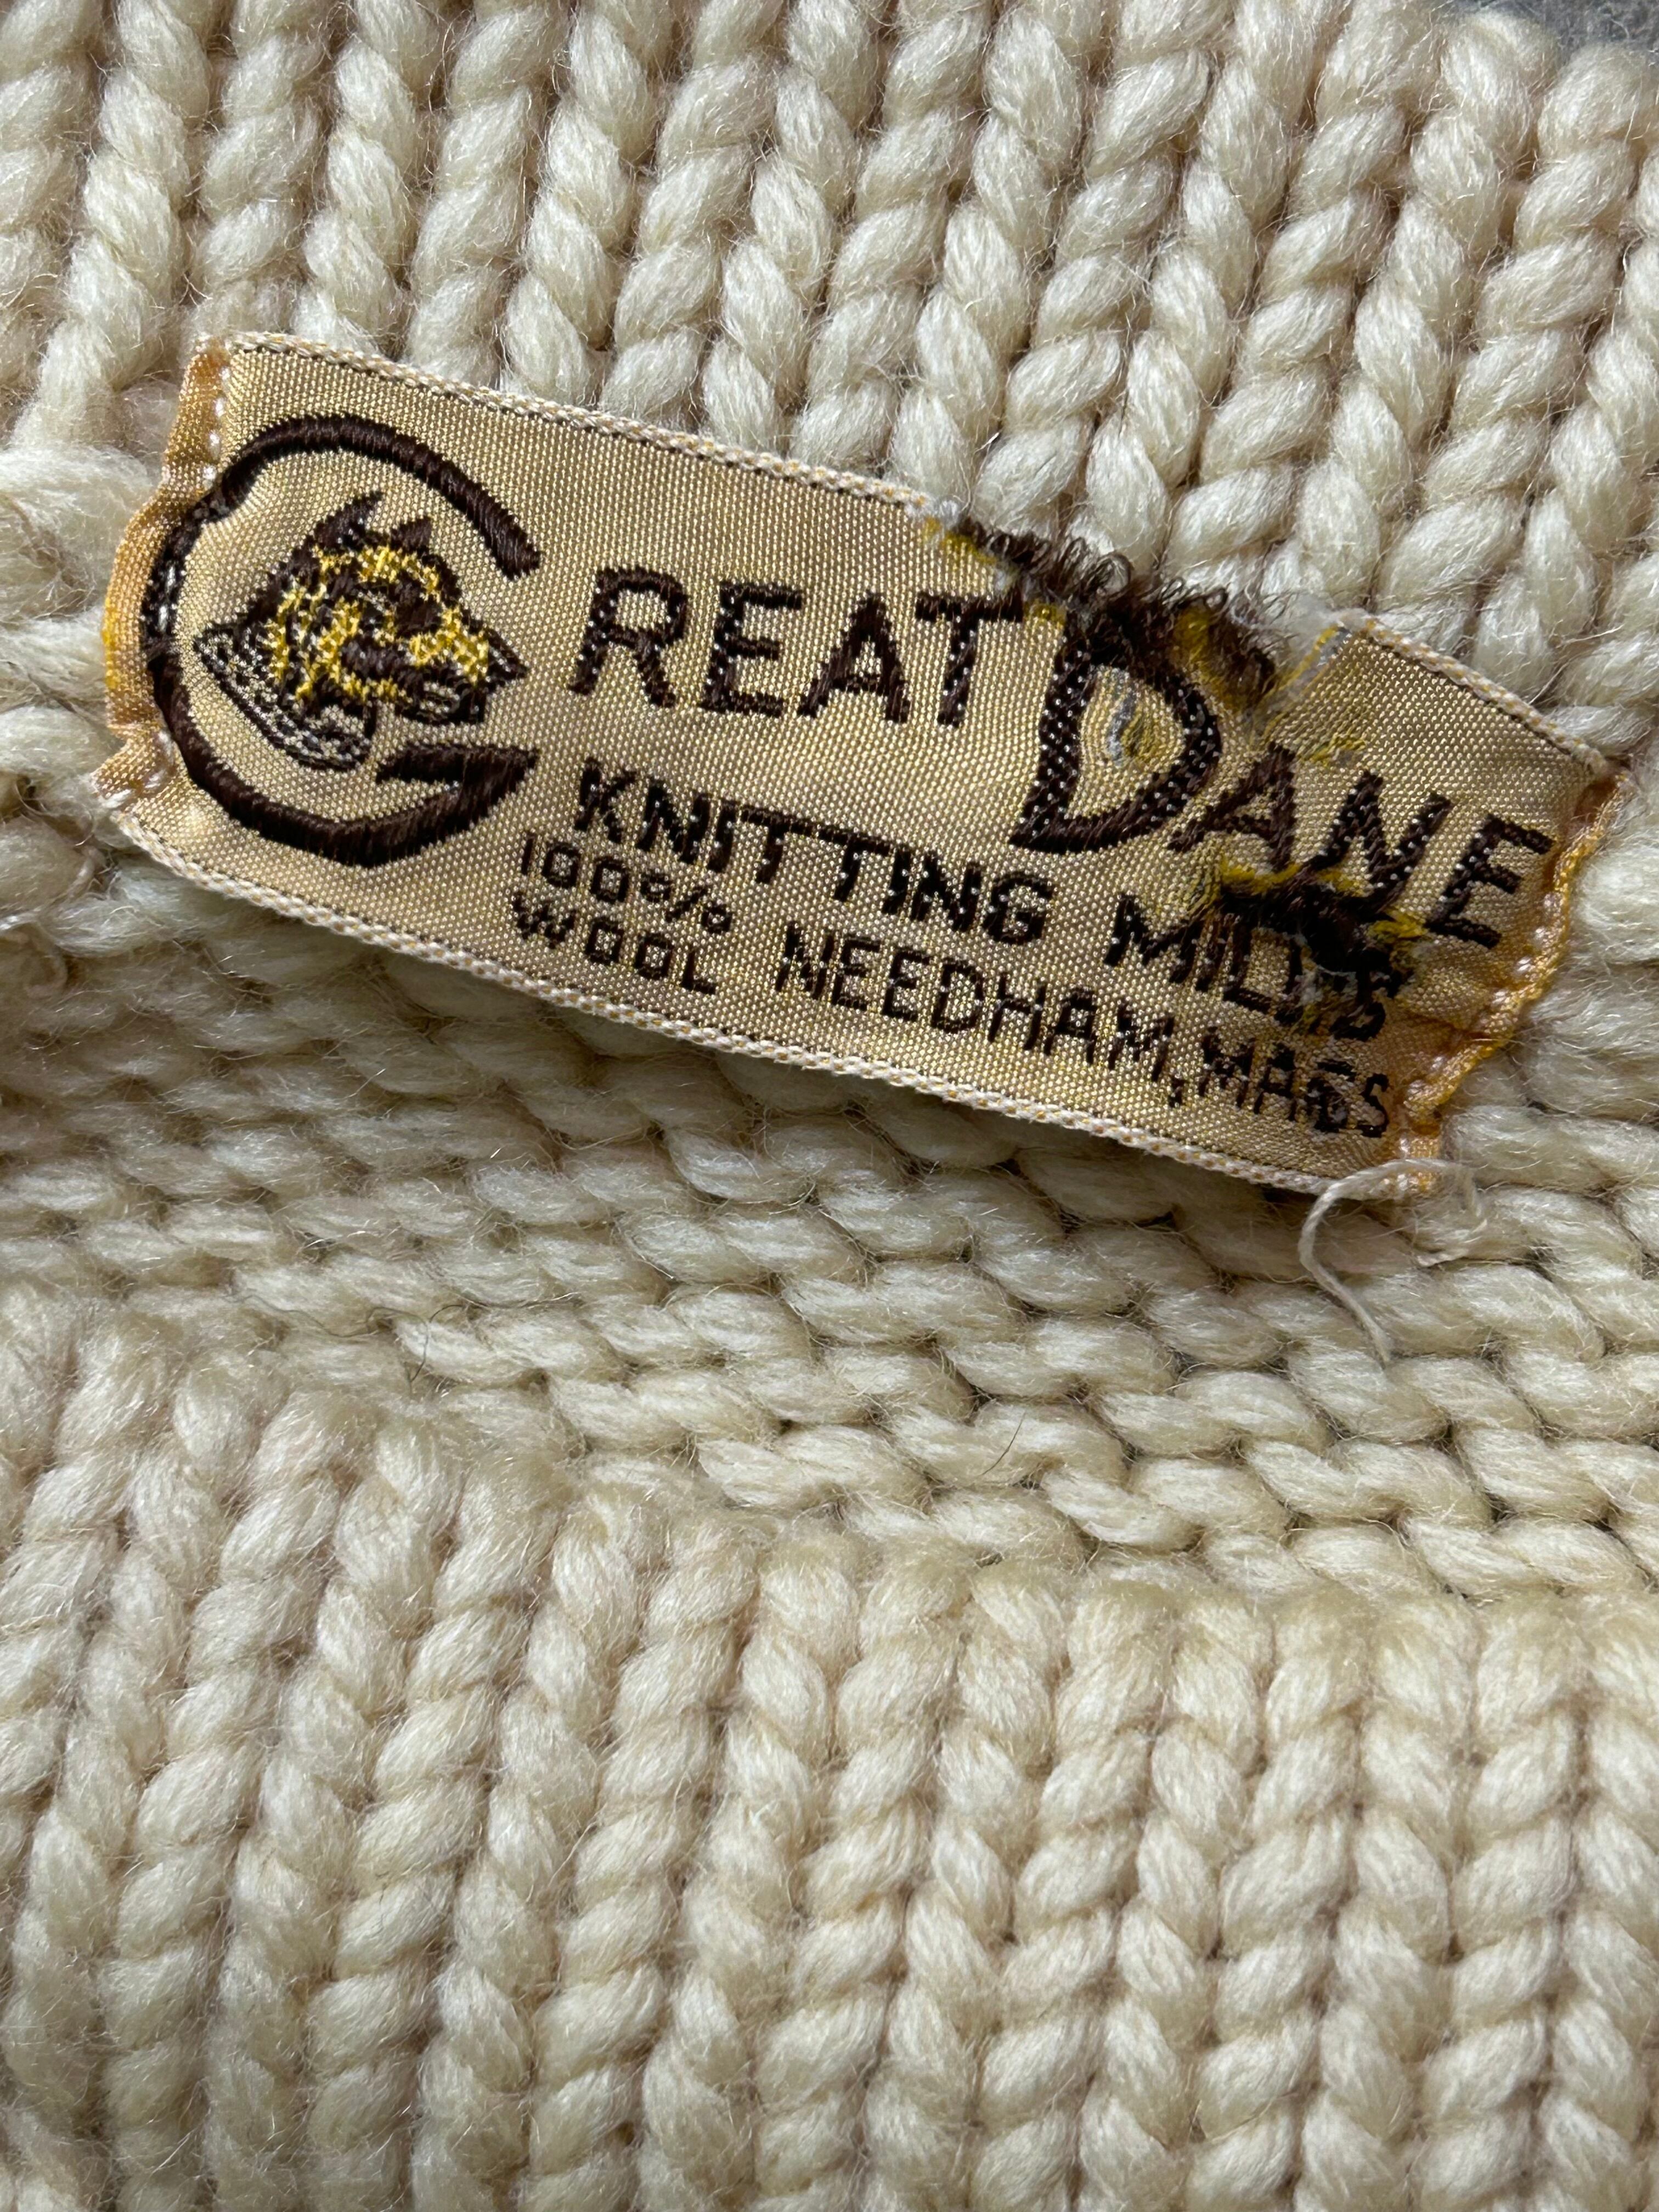 GREAT DANE
KNITTING MILLS
100% WOOL
NEEDHAM, MASS